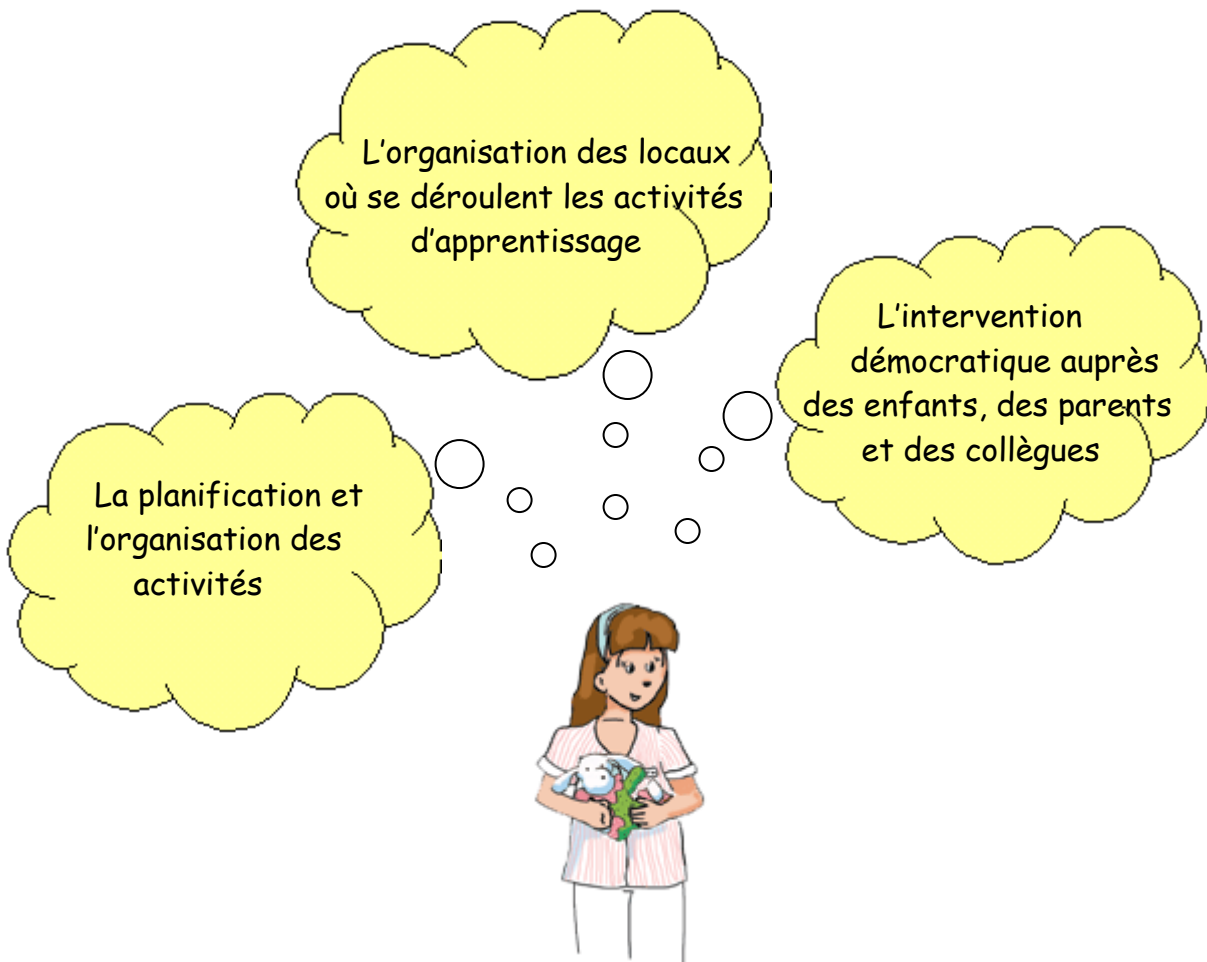 L'organisation des locaux
où se déroulent les activités
d'apprentissage
L'intervention
démocratique auprès
des enfants, des parents
et des collègues
La planification et
l'organisation des
activités